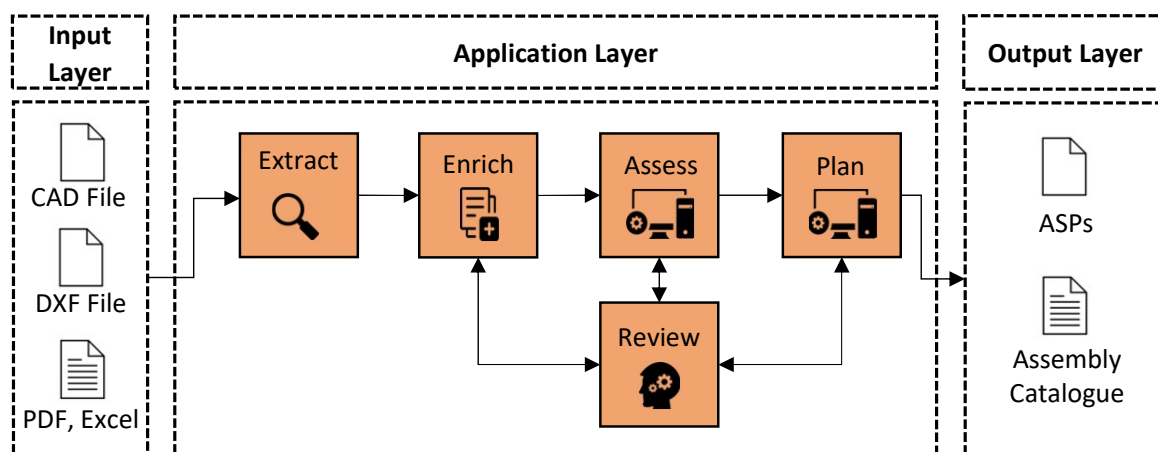 Input
Layer
Application Layer
Output Layer
CAD File
DXF File
PDF, Excel
Extract
Enrich
Assess
Plan
Review
ASPs
Assembly
Catalogue